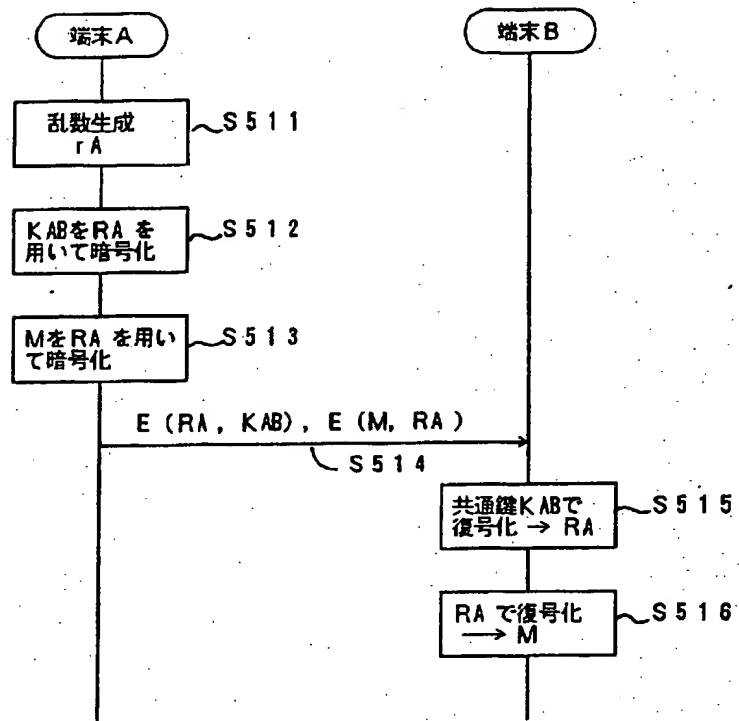 端末A
端末B
乱数生成
rA
S511
KABをRA を
用いて暗号化
S512
MをRA を用い
て暗号化
S513
E (RA, KAB), E (M, RA)
S514
共通鍵KABで
復号化 → RA
S515
RA で復号化
→ M
S516